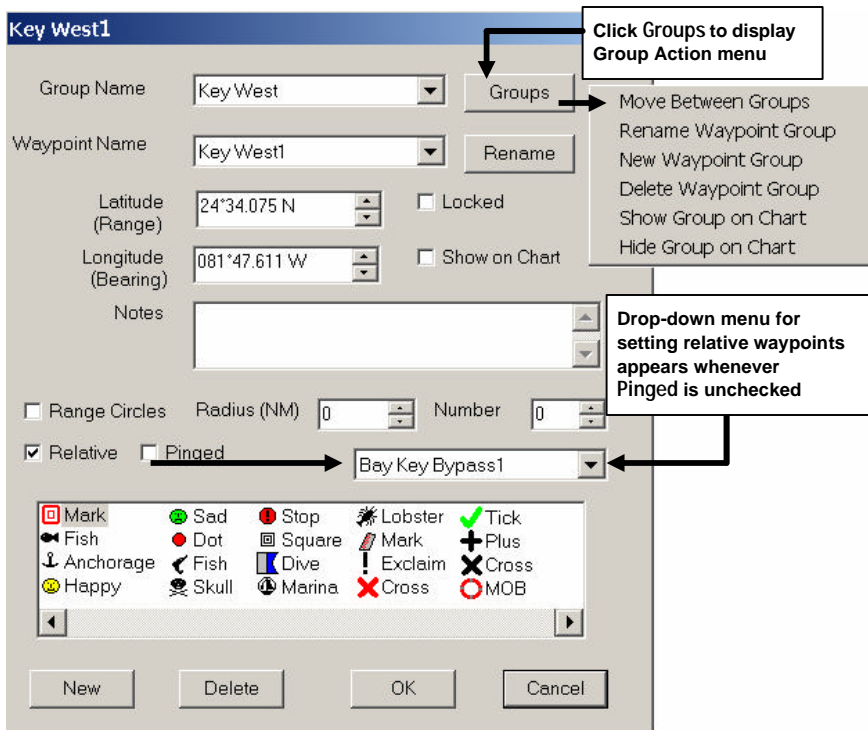 Key West1
Click Groups to display
Group Action menu
Group Name
Key West
Groups
Move Between Groups
Rename Waypoint Group
New Waypoint Group
Delete Waypoint Group
Show Group on Chart
Hide Group on Chart
Waypoint Name
Key West1
Rename
Latitude
(Range)
24°34.075 N
Locked
Longitude
(Bearing)
081°47.611 W
Show on Chart
Notes
Drop-down menu for
setting relative waypoints
appears whenever
Pinged is unchecked
Range Circles Radius (NM) 0 Number 0
Relative Pinged Bay Key Bypass1
Mark Sad Stop Lobster Tick
Fish Dot Square Mark Plus
Anchorage Fish Dive Exclaim Cross
Happy Skull Marina Cross MOB
New Delete OK Cancel